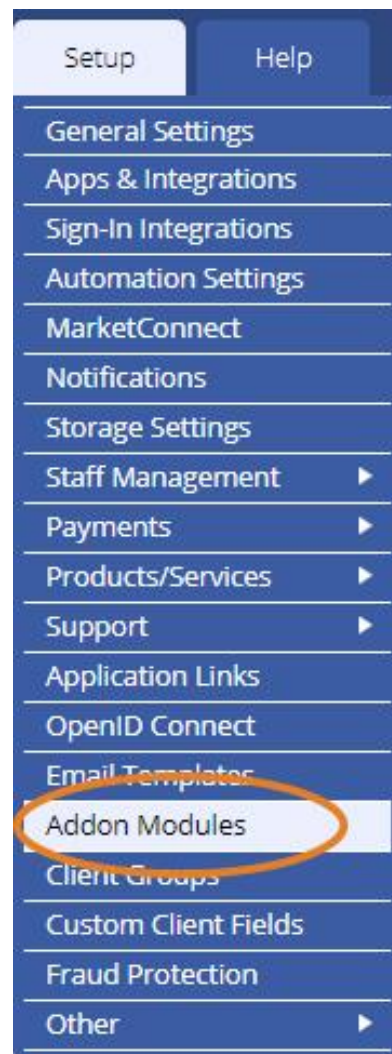 Setup Help
General Settings
Apps & Integrations
Sign-In Integrations
Automation Settings
MarketConnect
Notifications
Storage Settings
Staff Management
Payments
Products/Services
Support
Application Links
OpenID Connect
Email Templates
Addon Modules
Client Groups
Custom Client Fields
Fraud Protection
Other